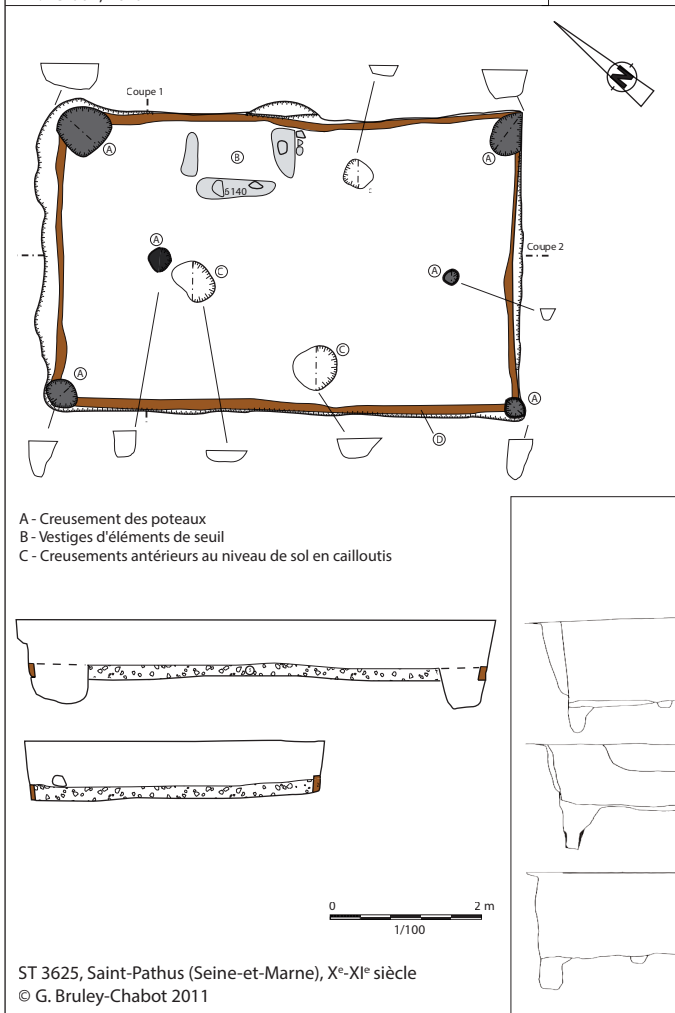 N
Coupe 1
A
B
6140
A
A
C
Coupe 2
A
C
A
A
D
A - Creusement des poteaux
B - Vestiges d'éléments de seuil
C - Creusements antérieurs au niveau de sol en cailloutis
0 2 m
1/100
ST 3625, Saint-Pathus (Seine-et-Marne), Xᵉ-XIᵉ siècle
© G. Bruley-Chabot 2011